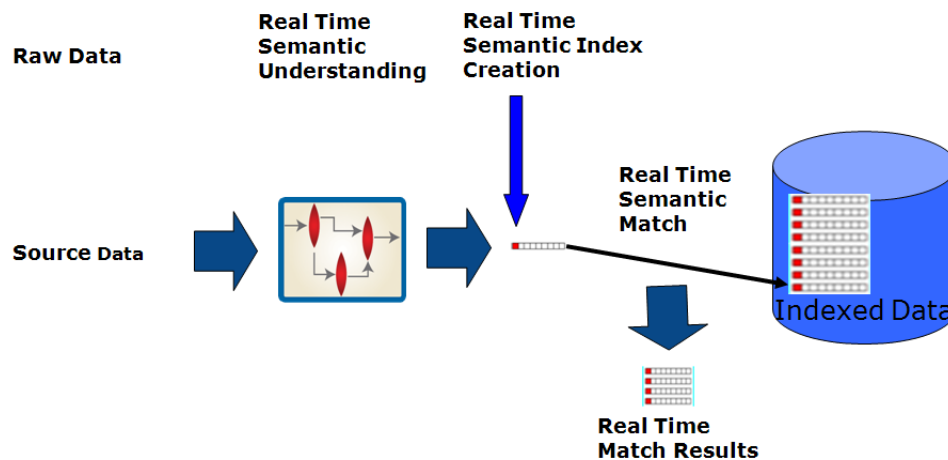 Raw Data
Real Time
Semantic
Understanding
Real Time
Semantic Index
Creation
Source Data
Real Time
Semantic
Match
Indexed Data
Real Time
Match Results